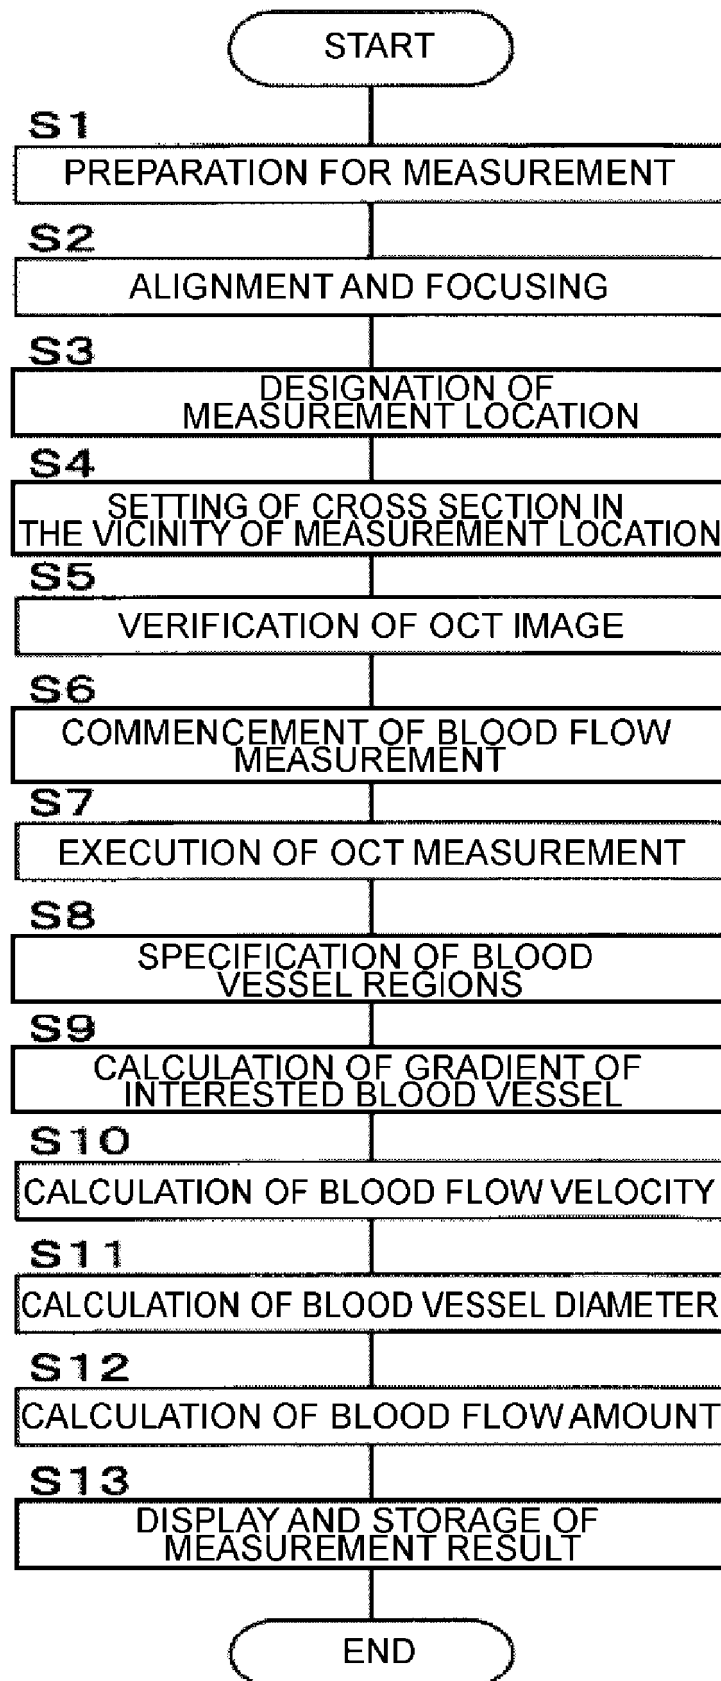 START
S1
PREPARATION FOR MEASUREMENT
S2
ALIGNMENT AND FOCUSING
S3
DESIGNATION OF
MEASUREMENT LOCATION
S4
SETTING OF CROSS SECTION IN
THE VICINITY OF MEASUREMENT LOCATION
S5
VERIFICATION OF OCT IMAGE
S6
COMMENCEMENT OF BLOOD FLOW
MEASUREMENT
S7
EXECUTION OF OCT MEASUREMENT
S8
SPECIFICATION OF BLOOD
VESSEL REGIONS
S9
CALCULATION OF GRADIENT OF
INTERESTED BLOOD VESSEL
S10
CALCULATION OF BLOOD FLOW VELOCITY
S11
CALCULATION OF BLOOD VESSEL DIAMETER
S12
CALCULATION OF BLOOD FLOW AMOUNT
S13
DISPLAY AND STORAGE OF
MEASUREMENT RESULT
END